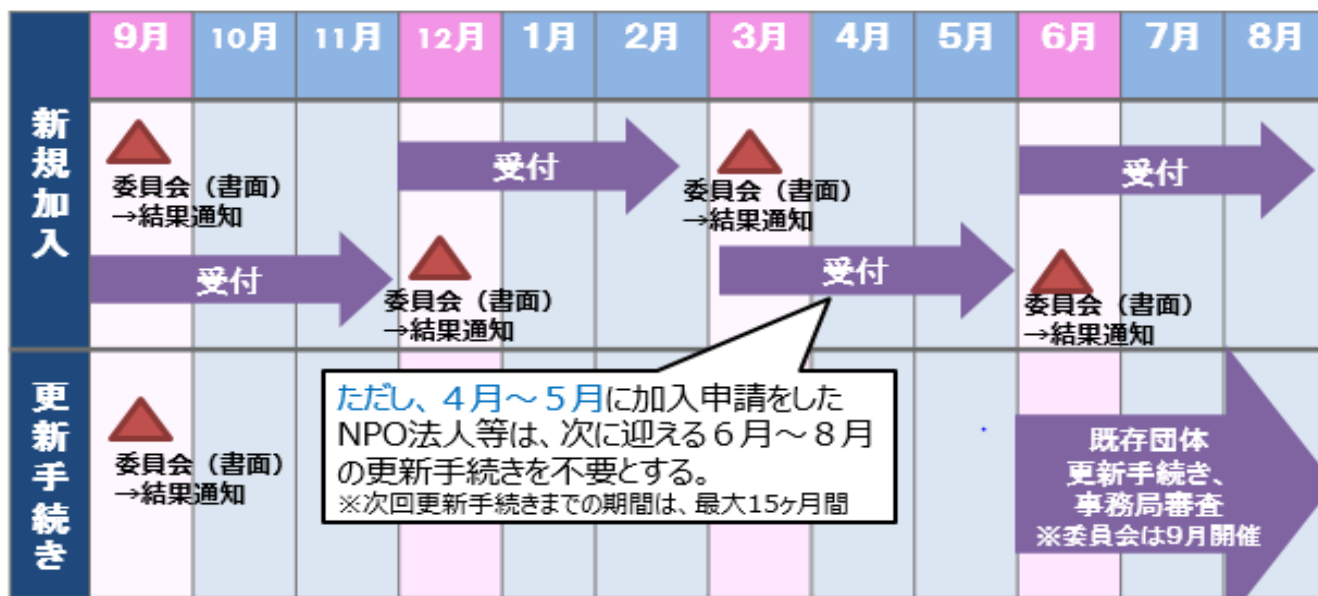 9月 10月 11月 12月 1月 2月 3月 4月 5月 6月 7月 8月
新規加入
委員会（書面）
→結果通知
受付
委員会（書面）
→結果通知
受付
受付
委員会（書面）
→結果通知
受付
委員会（書面）
→結果通知
更新手続き
委員会（書面）
→結果通知
ただし、４月～５月に加入申請をした
NPO法人等は、次に迎える６月～８月
の更新手続きを不要とする。
※次回更新手続きまでの期間は、最大15ヶ月間
既存団体
更新手続き、
事務局審査
※委員会は9月開催